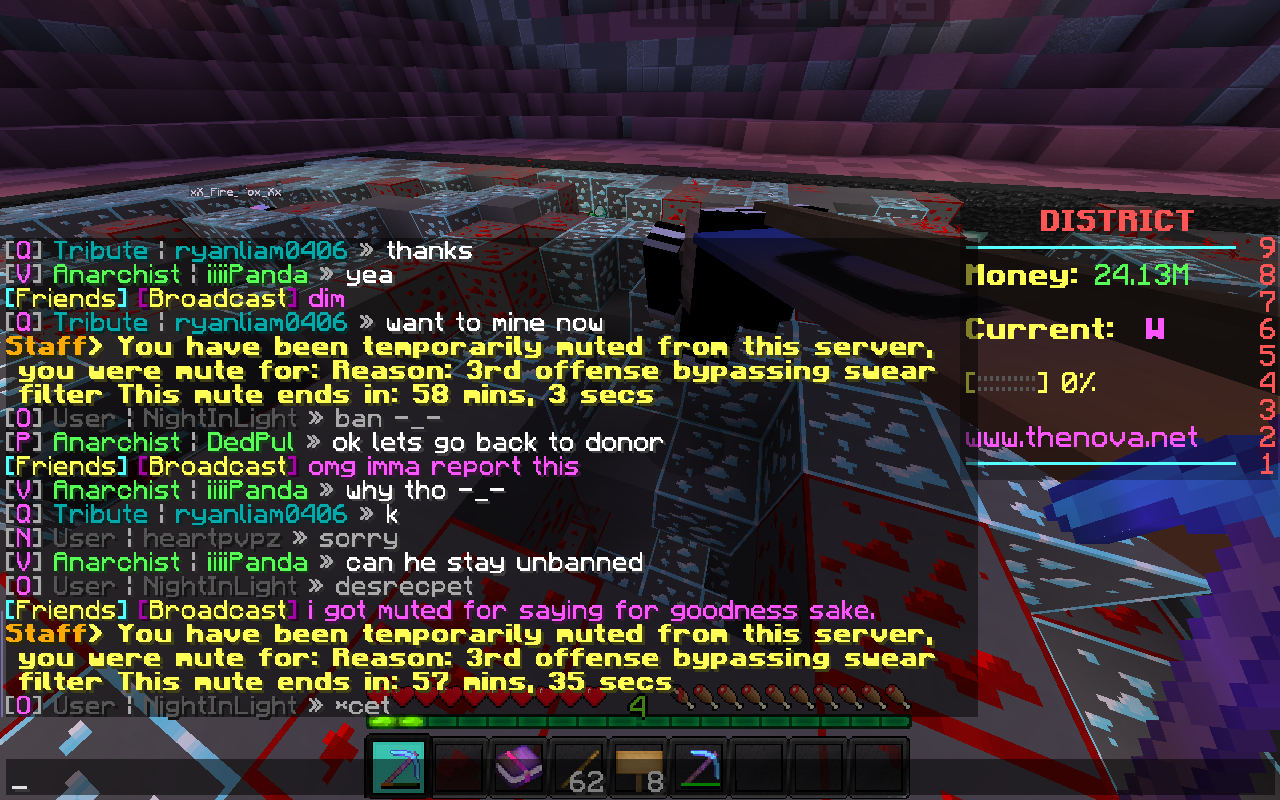 xX_Fire_Fox_Xx
[Q] Tribute ¦ ryanliam0406 » thanks
[V] Anarchist ¦ iiiiPanda » yea
[Friends] [Broadcast] dim
[Q] Tribute ¦ ryanliam0406 » want to mine now
Staff> You have been temporarily muted from this server,
you were mute for: Reason: 3rd offense bypassing swear
filter This mute ends in: 58 mins, 3 secs
[O] User ¦ NightInLight » ban -_-
[P] Anarchist ¦ DedPul » ok lets go back to donor
[Friends] [Broadcast] omg imma report this
[V] Anarchist ¦ iiiiPanda » why tho -_-
[Q] Tribute ¦ ryanliam0406 » k
[N] User ¦ heartpvpz » sorry
[V] Anarchist ¦ iiiiPanda » can he stay unbanned
[O] User ¦ NightInLight » desrecpet
[Friends] [Broadcast] i got muted for saying for goodness sake.
Staff> You have been temporarily muted from this server,
you were mute for: Reason: 3rd offense bypassing swear
filter This mute ends in: 57 mins, 35 secs
[O] User ¦ NightInLight » *cet
DISTRICT
9
Money: 24.13M 8
7
Current: W 6
5
[::::::::::] 0% 4
3
www.thenova.net 2
1
4
62 8
_